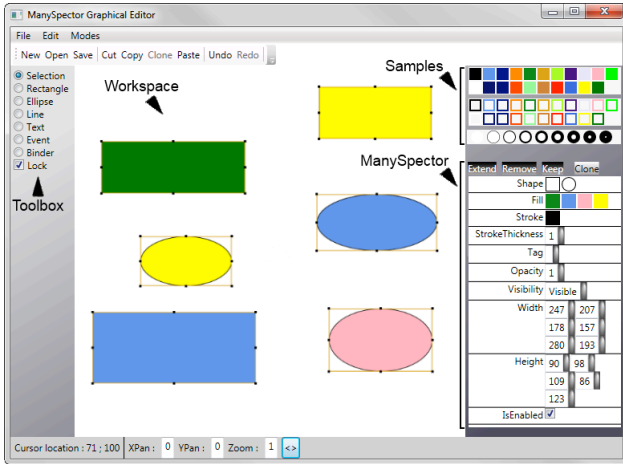 ManySpector Graphical Editor
File Edit Modes
New Open Save Cut Copy Clone Paste Undo Redo
Selection
Rectangle
Ellipse
Line
Text
Event
Binder
Lock
Toolbox
Workspace
Samples
ManySpector
Extend Remove Keep Clone
Shape
Fill
Stroke
StrokeThickness 1
Tag
Opacity 1
Visibility Visible
Width 247 207
178 157
280 193
Height 90 98
109 86
123
IsEnabled
Cursor location : 71 ; 100 XPan : 0 YPan : 0 Zoom : 1 <>